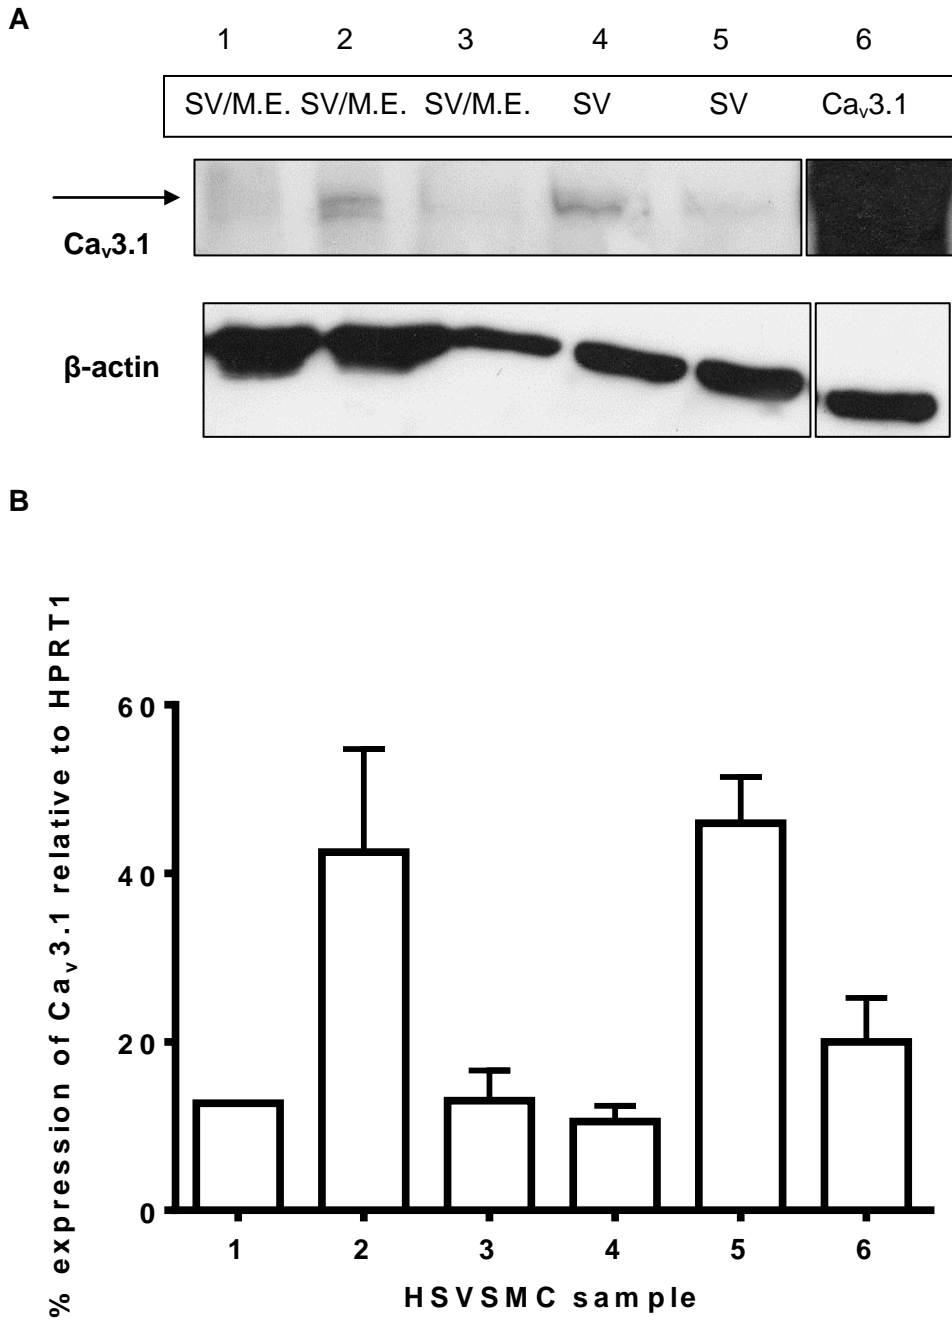 A
1 2 3 4 5 6
SV/M.E. SV/M.E. SV/M.E. SV SV Caᵥ3.1
Caᵥ3.1
β-actin
B
% expression of Caᵥ3.1 relative to HPRT1
60
40
20
0
1 2 3 4 5 6
HSVSMC sample